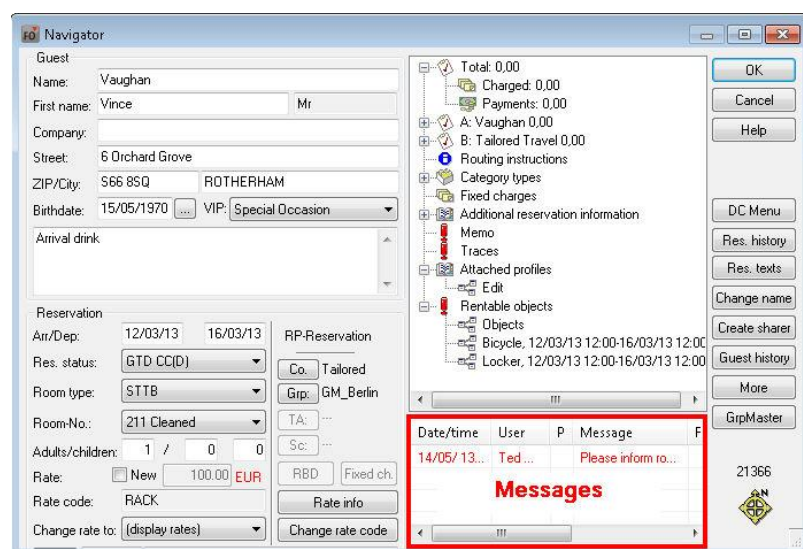 FO Navigator
Guest
Name: Vaughan
First name: Vince Mr
Company:
Street: 6 Orchard Grove
ZIP/City: S66 8SQ ROTHERHAM
Birthdate: 15/05/1970 ... VIP: Special Occasion
Arrival drink
Reservation
Arr/Dep: 12/03/13 16/03/13 RP-Reservation
Res. status: GTD CC(D) Co. Tailored
Room type: STTB Grp: GM_Berlin
Room-No.: 211 Cleaned TA: ---
Adults/children: 1 / 0 0 Sc: ---
Rate: New 100.00 EUR RBD Fixed ch.
Rate code: RACK Rate info
Change rate to: (display rates) Change rate code
Total: 0,00
Charged: 0,00
Payments: 0,00
A: Vaughan 0,00
B: Tailored Travel 0,00
Routing instructions
Category types
Fixed charges
Additional reservation information
Memo
Traces
Attached profiles
Edit
Rentable objects
Objects
Bicycle, 12/03/13 12:00-16/03/13 12:00
Locker, 12/03/13 12:00-16/03/13 12:00
Date/time User P Message F
14/05/13... Ted ... Please inform ro...
Messages
OK
Cancel
Help
DC Menu
Res. history
Res. texts
Change name
Create sharer
Guest history
More
GrpMaster
21366
N